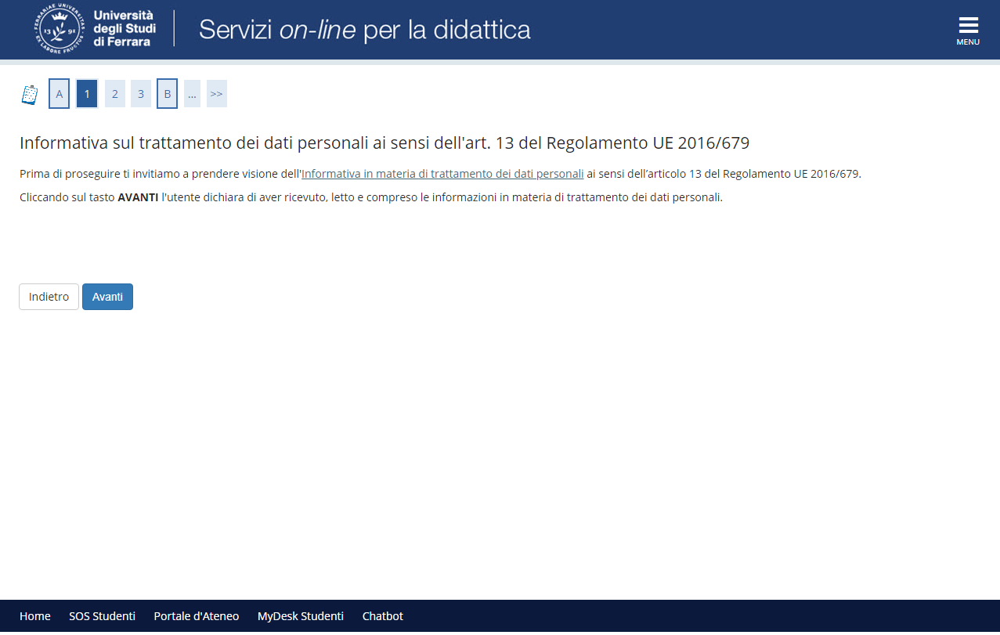 FERRARIAE UNIVERSITAS
EX LABORE FRUCTUS
13 91
Università
degli Studi
di Ferrara
Servizi on-line per la didattica
MENU
A 1 2 3 B ... >>
Informativa sul trattamento dei dati personali ai sensi dell'art. 13 del Regolamento UE 2016/679
Prima di proseguire ti invitiamo a prendere visione dell'Informativa in materia di trattamento dei dati personali ai sensi dell’articolo 13 del Regolamento UE 2016/679.
Cliccando sul tasto AVANTI l'utente dichiara di aver ricevuto, letto e compreso le informazioni in materia di trattamento dei dati personali.
Indietro Avanti
Home SOS Studenti Portale d'Ateneo MyDesk Studenti Chatbot